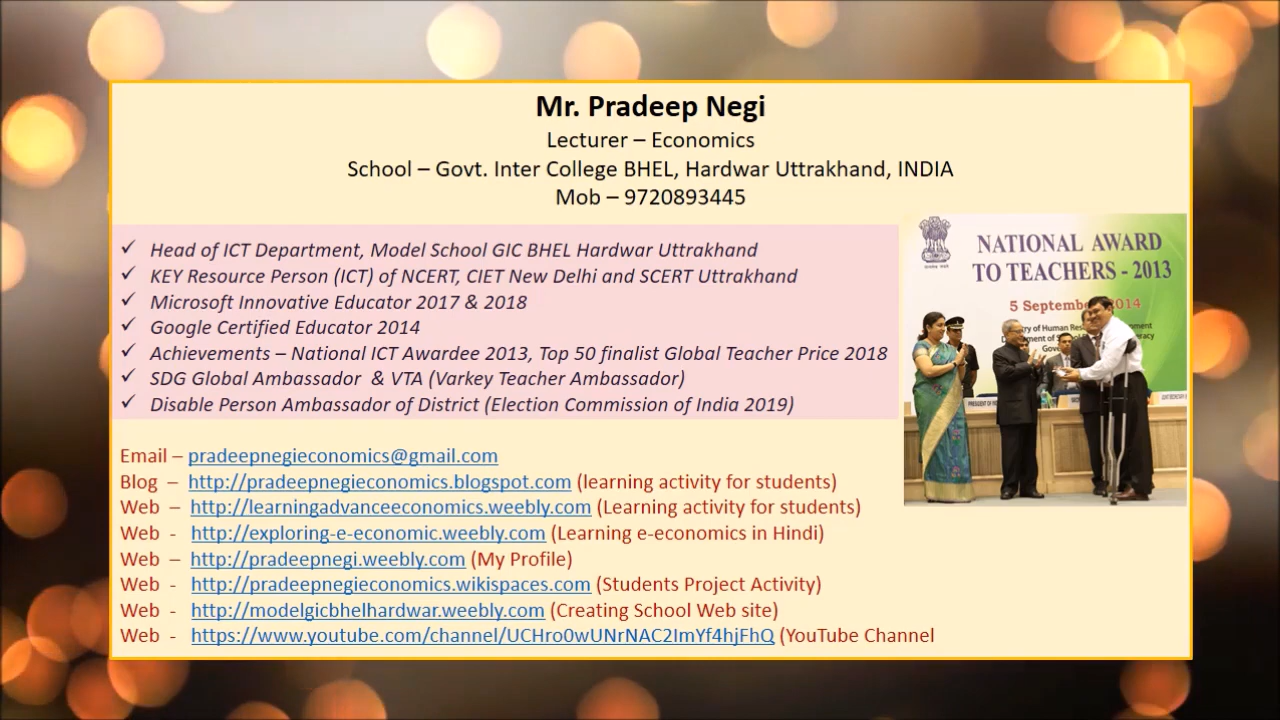 Mr. Pradeep Negi
Lecturer – Economics
School – Govt. Inter College BHEL, Hardwar Uttrakhand, INDIA
Mob – 9720893445
✓ Head of ICT Department, Model School GIC BHEL Hardwar Uttrakhand
✓ KEY Resource Person (ICT) of NCERT, CIET New Delhi and SCERT Uttrakhand
✓ Microsoft Innovative Educator 2017 & 2018
✓ Google Certified Educator 2014
✓ Achievements – National ICT Awardee 2013, Top 50 finalist Global Teacher Price 2018
✓ SDG Global Ambassador & VTA (Varkey Teacher Ambassador)
✓ Disable Person Ambassador of District (Election Commission of India 2019)
NATIONAL AWARD
TO TEACHERS - 2013
5 September 2014
Email – pradeepnegieconomics@gmail.com
Blog – http://pradeepnegieconomics.blogspot.com (learning activity for students)
Web – http://learningadvanceeconomics.weebly.com (Learning activity for students)
Web - http://exploring-e-economic.weebly.com (Learning e-economics in Hindi)
Web – http://pradeepnegi.weebly.com (My Profile)
Web - http://pradeepnegieconomics.wikispaces.com (Students Project Activity)
Web - http://modelgicbhelhardwar.weebly.com (Creating School Web site)
Web - https://www.youtube.com/channel/UCHro0wUNrNAC2ImYf4hjFhQ (YouTube Channel